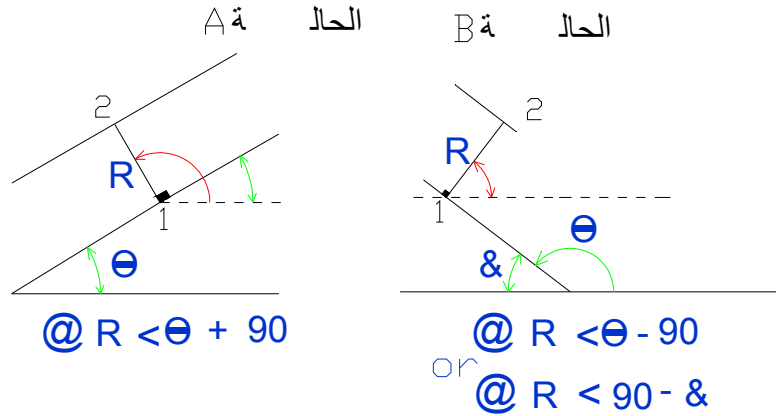 الحالة A
الحالة B
2
R
1
Θ
2
R
1
&
Θ
@ R <Θ + 90
@ R <Θ - 90
or
@ R < 90 - &